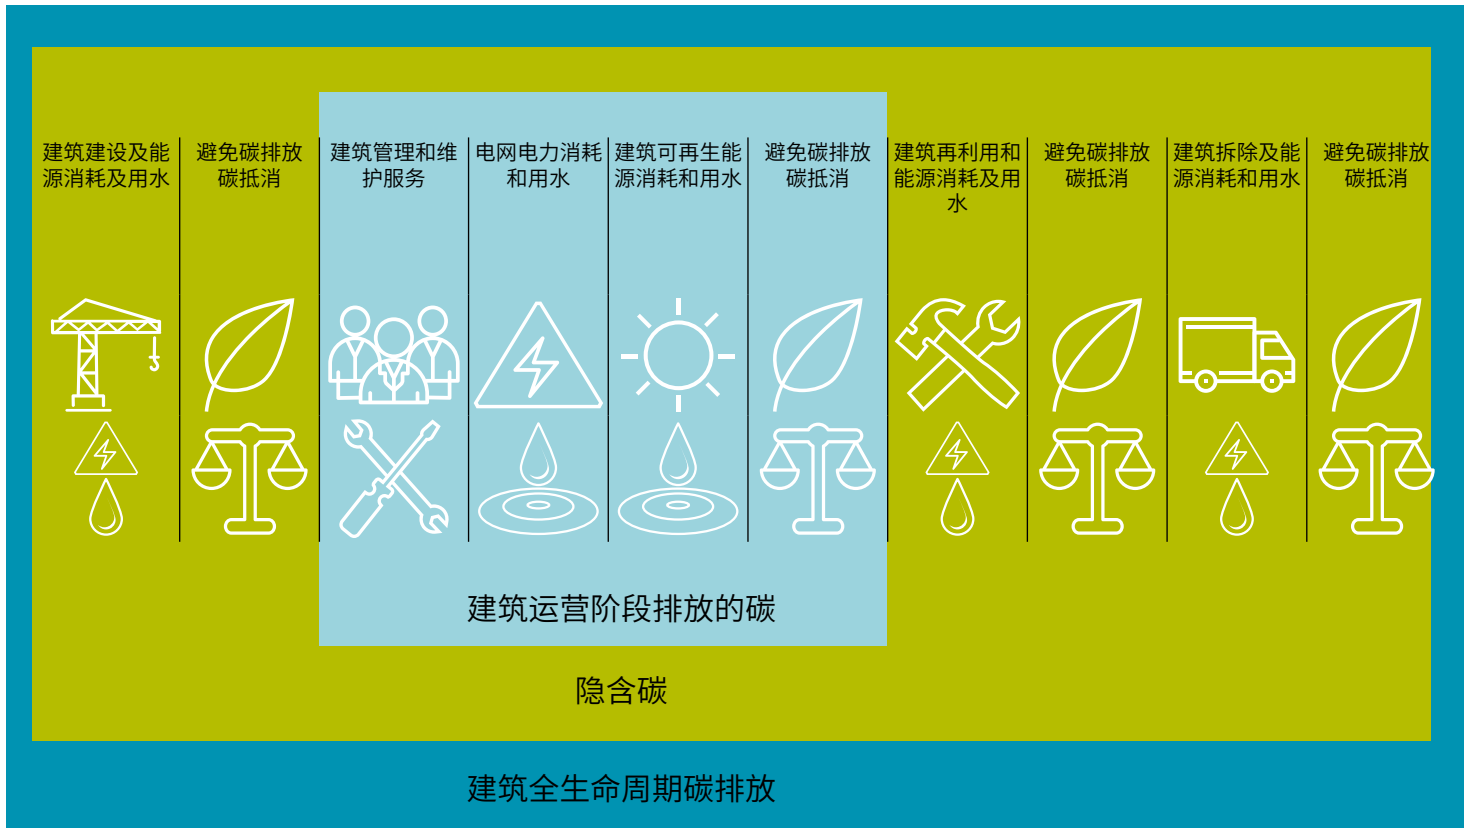 建筑建设及能
源消耗及用水
避免碳排放
碳抵消
建筑管理和维
护服务
电网电力消耗
和用水
建筑可再生能
源消耗和用水
避免碳排放
碳抵消
建筑再利用和
能源消耗及用
水
避免碳排放
碳抵消
建筑拆除及能
源消耗和用水
避免碳排放
碳抵消
建筑运营阶段排放的碳
隐含碳
建筑全生命周期碳排放